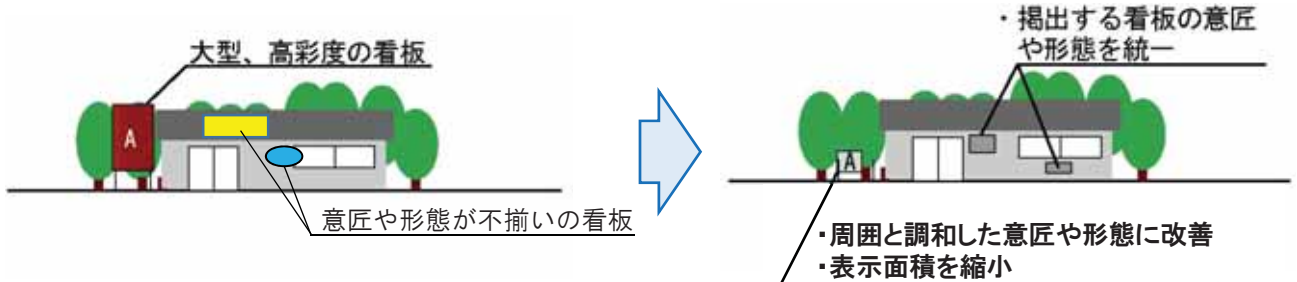 大型、高彩度の看板
A
意匠や形態が不揃いの看板
・掲出する看板の意匠
や形態を統一
A
・周囲と調和した意匠や形態に改善
・表示面積を縮小